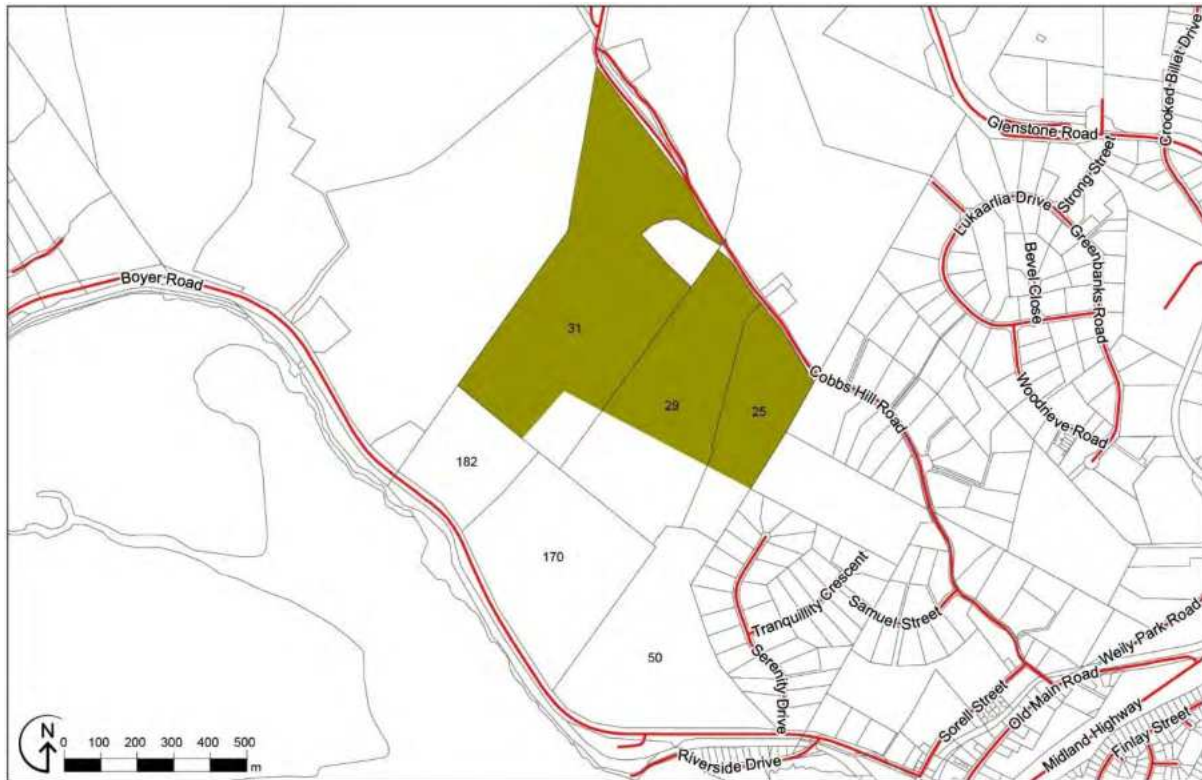 Crooked Billet Drive
Glenstone Road
Strong Street
Lukaarlia Drive
Greenbanks Road
Bevel Close
Boyer Road
31
Cobbs Hill Road
Woodrieve Road
29
25
182
170
Tranquillity Crescent
Samuel Street
50
Serenity Drive
Weily Park Road
Old Main Road
Sorell Street
Midland Highway
Finlay Street
Riverside Drive
N
0 100 200 300 400 500
m